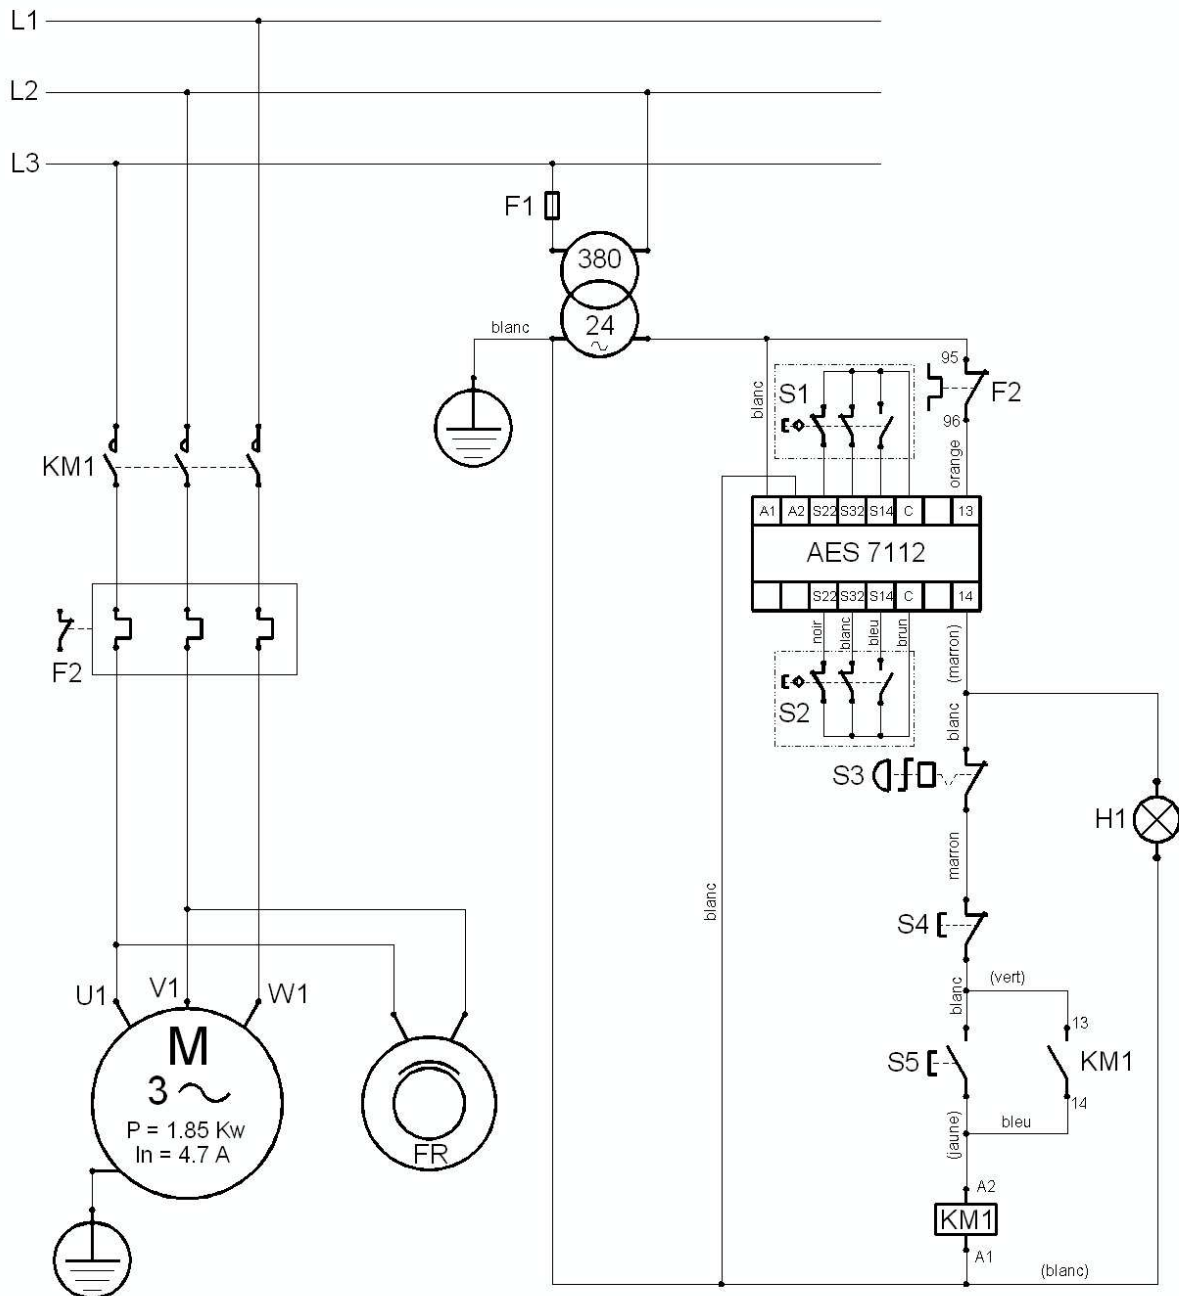 L1
L2
L3
F1
380
24
blanc
blanc
S1
95
F2
96
orange
KM1
A1 A2 S22 S32 S14 C 13
AES 7112
S22 S32 S14 C 14
noir
blanc
bleu
brun
(marron)
F2
S2
blanc
S3
H1
marron
blanc
S4
(vert)
blanc
13
S5
KM1
14
bleu
(jaune)
U1
V1
W1
M
3
P = 1.85 Kw
In = 4.7 A
FR
A2
KM1
A1
(blanc)